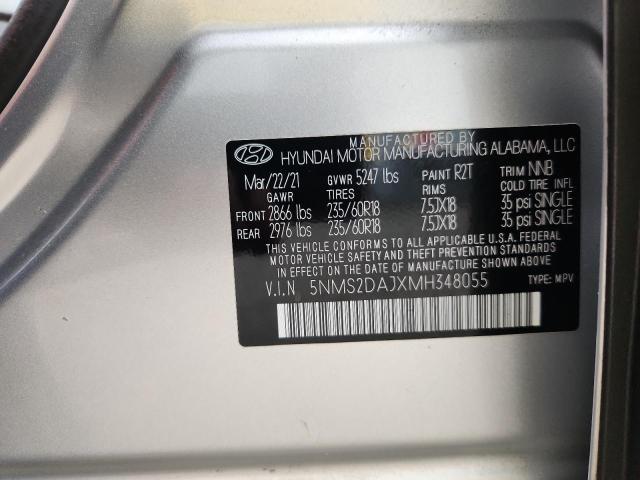 MANUFACTURED BY
HYUNDAI MOTOR MANUFACTURING ALABAMA, LLC
Mar/22/21 GVWR 5247 lbs PAINT R2T TRIM NNB
GAWR TIRES RIMS COLD TIRE INFL
FRONT 2866 lbs 235/60R18 7.5JX18 35 psi SINGLE
REAR 2976 lbs 235/60R18 7.5JX18 35 psi SINGLE
THIS VEHICLE CONFORMS TO ALL APPLICABLE U.S.A. FEDERAL
MOTOR VEHICLE SAFETY AND THEFT PREVENTION STANDARDS
IN EFFECT ON THE DATE OF MANUFACTURE SHOWN ABOVE.
V.I.N 5NMS2DAJXMH348055 TYPE: MPV